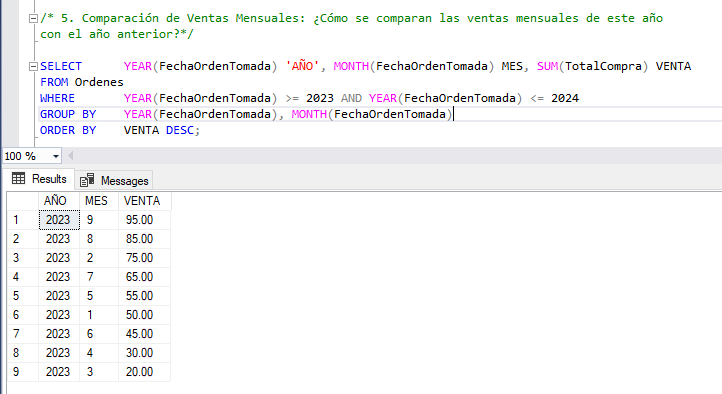 /* 5. Comparación de Ventas Mensuales: ¿Cómo se comparan las ventas mensuales de este año
con el año anterior?*/
SELECT YEAR(FechaOrdenTomada) 'AÑO', MONTH(FechaOrdenTomada) MES, SUM(TotalCompra) VENTA
FROM Ordenes
WHERE YEAR(FechaOrdenTomada) >= 2023 AND YEAR(FechaOrdenTomada) <= 2024
GROUP BY YEAR(FechaOrdenTomada), MONTH(FechaOrdenTomada)
ORDER BY VENTA DESC;
100 %
Results Messages
AÑO MES VENTA
1 2023 9 95.00
2 2023 8 85.00
3 2023 2 75.00
4 2023 7 65.00
5 2023 5 55.00
6 2023 1 50.00
7 2023 6 45.00
8 2023 4 30.00
9 2023 3 20.00